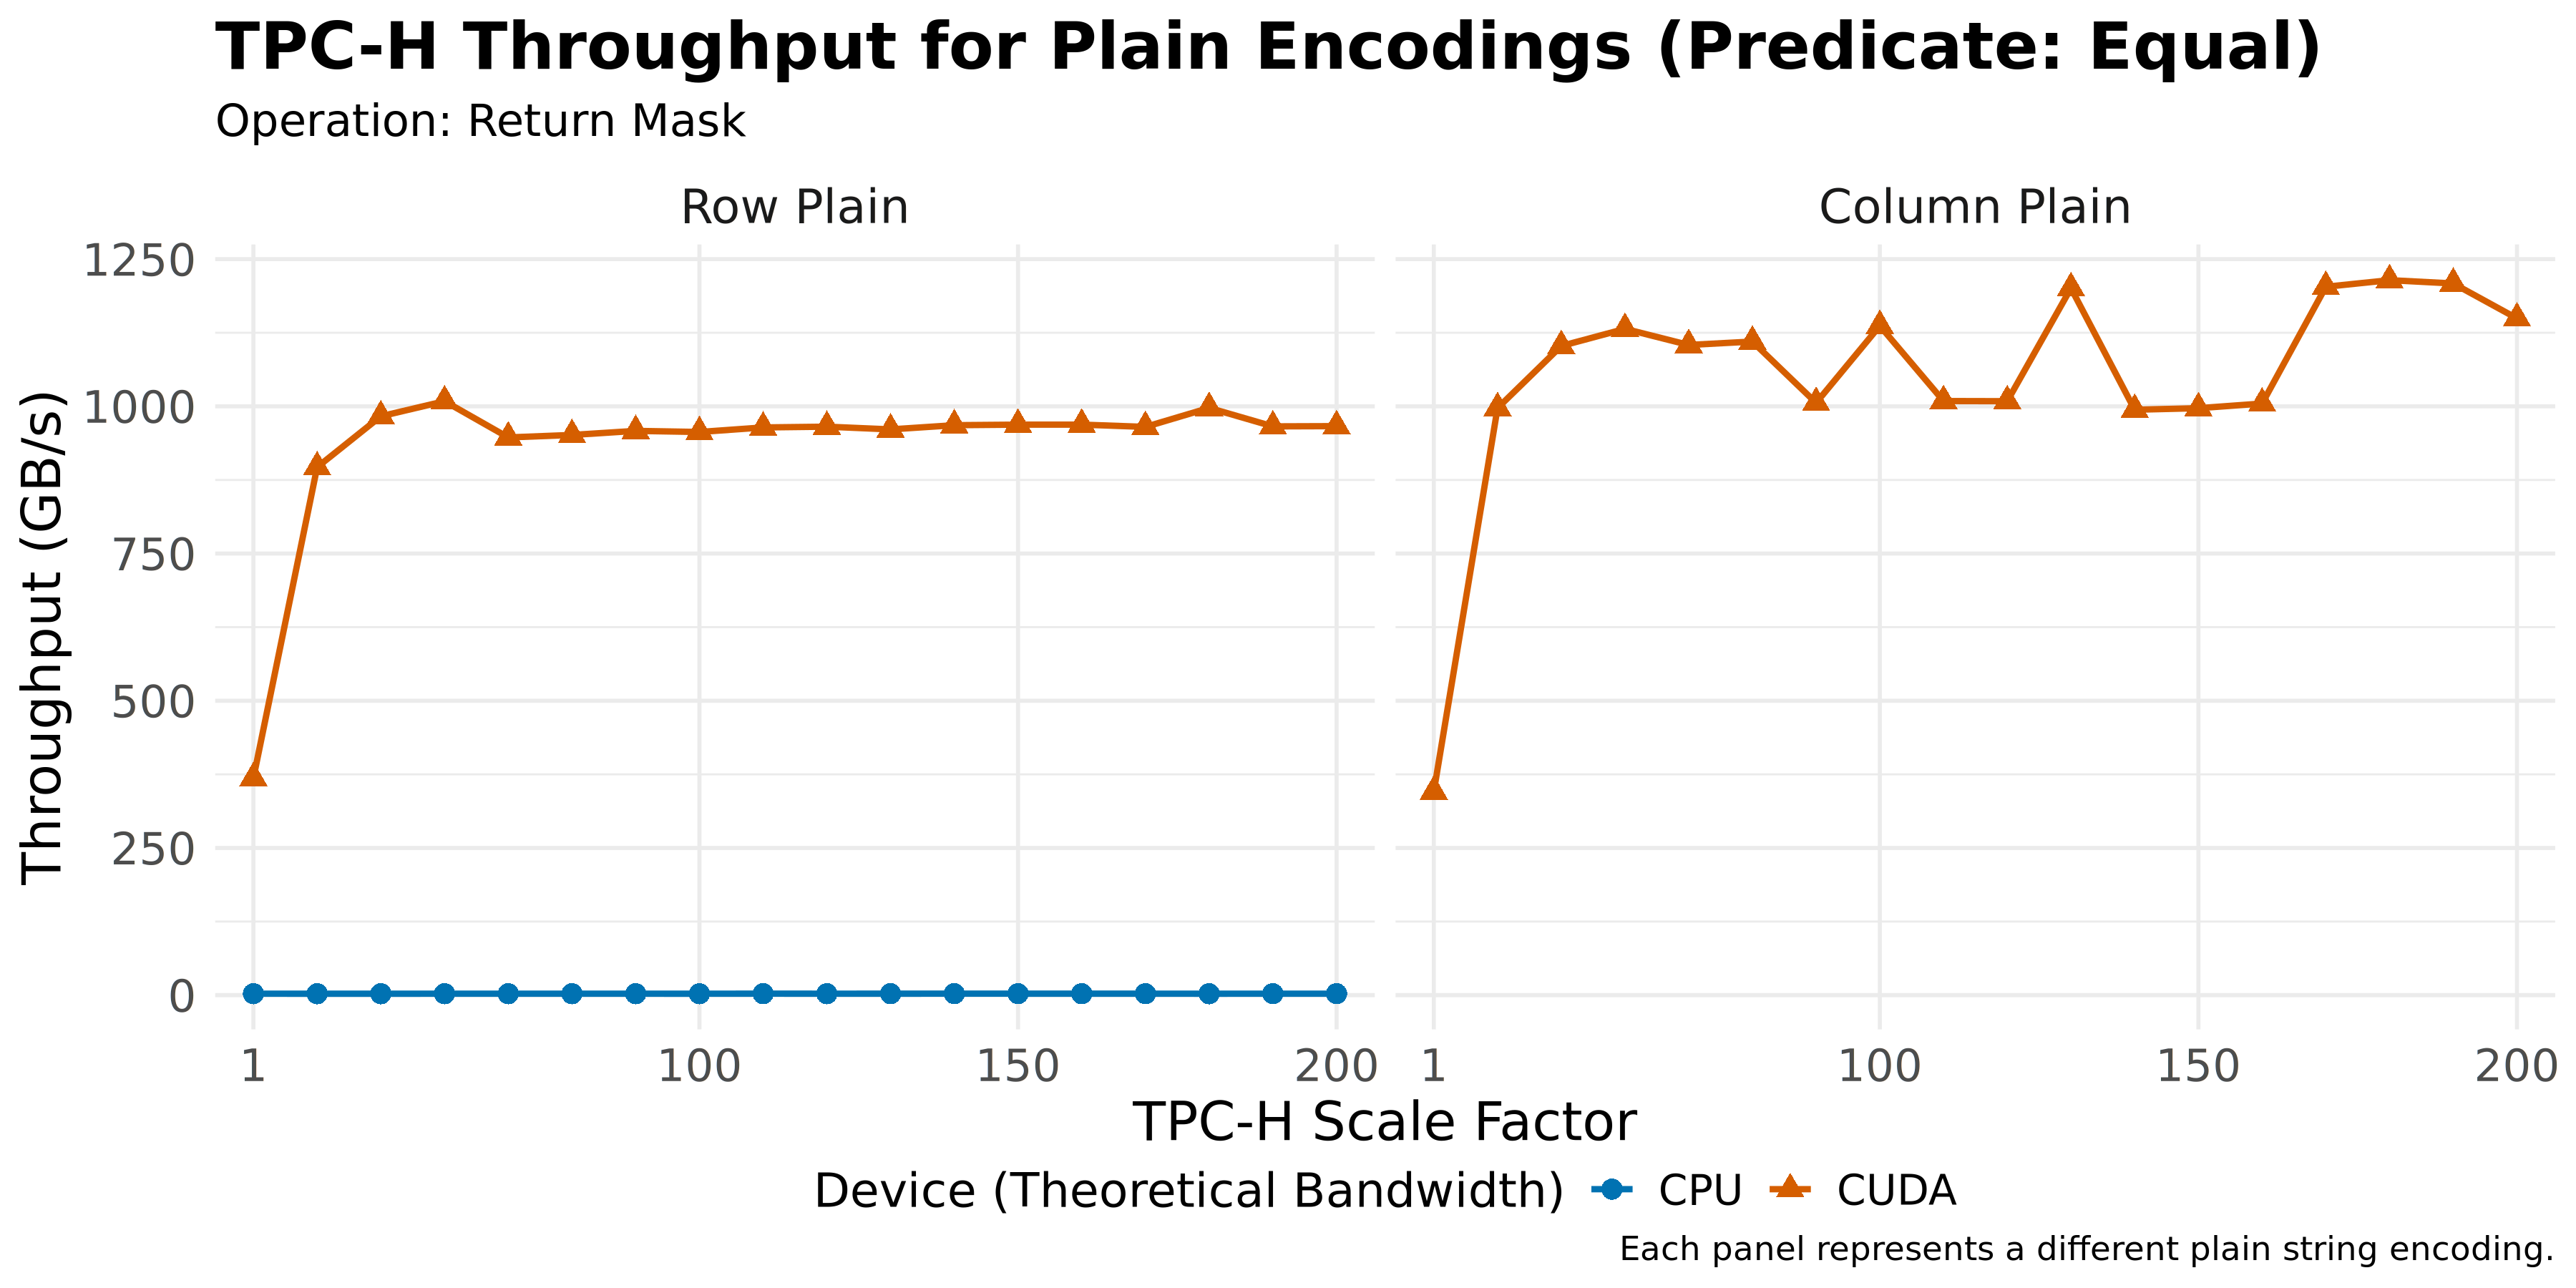 TPC-H Throughput for Plain Encodings (Predicate: Equal)
Operation: Return Mask
Row Plain
Column Plain
Throughput (GB/s)
1250
1000
750
500
250
0
1 100 150 200
1 100 150 200
TPC-H Scale Factor
Device (Theoretical Bandwidth) CPU CUDA
Each panel represents a different plain string encoding.